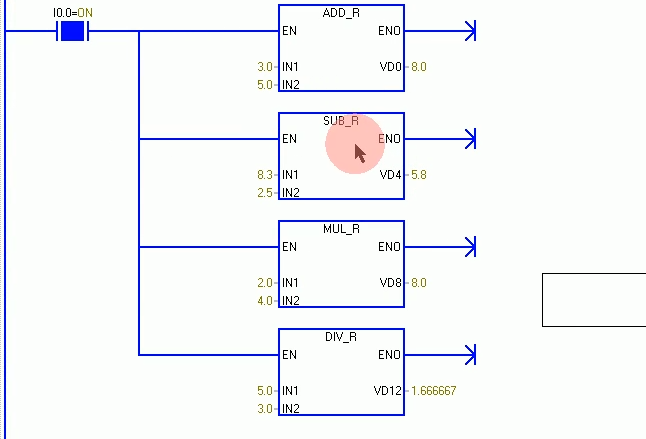 I0.0=ON
ADD_R
EN ENO
3.0 IN1 VD0 8.0
5.0 IN2
SUB_R
EN ENO
8.3 IN1 VD4 5.8
2.5 IN2
MUL_R
EN ENO
2.0 IN1 VD8 8.0
4.0 IN2
DIV_R
EN ENO
5.0 IN1 VD12 1.666667
3.0 IN2